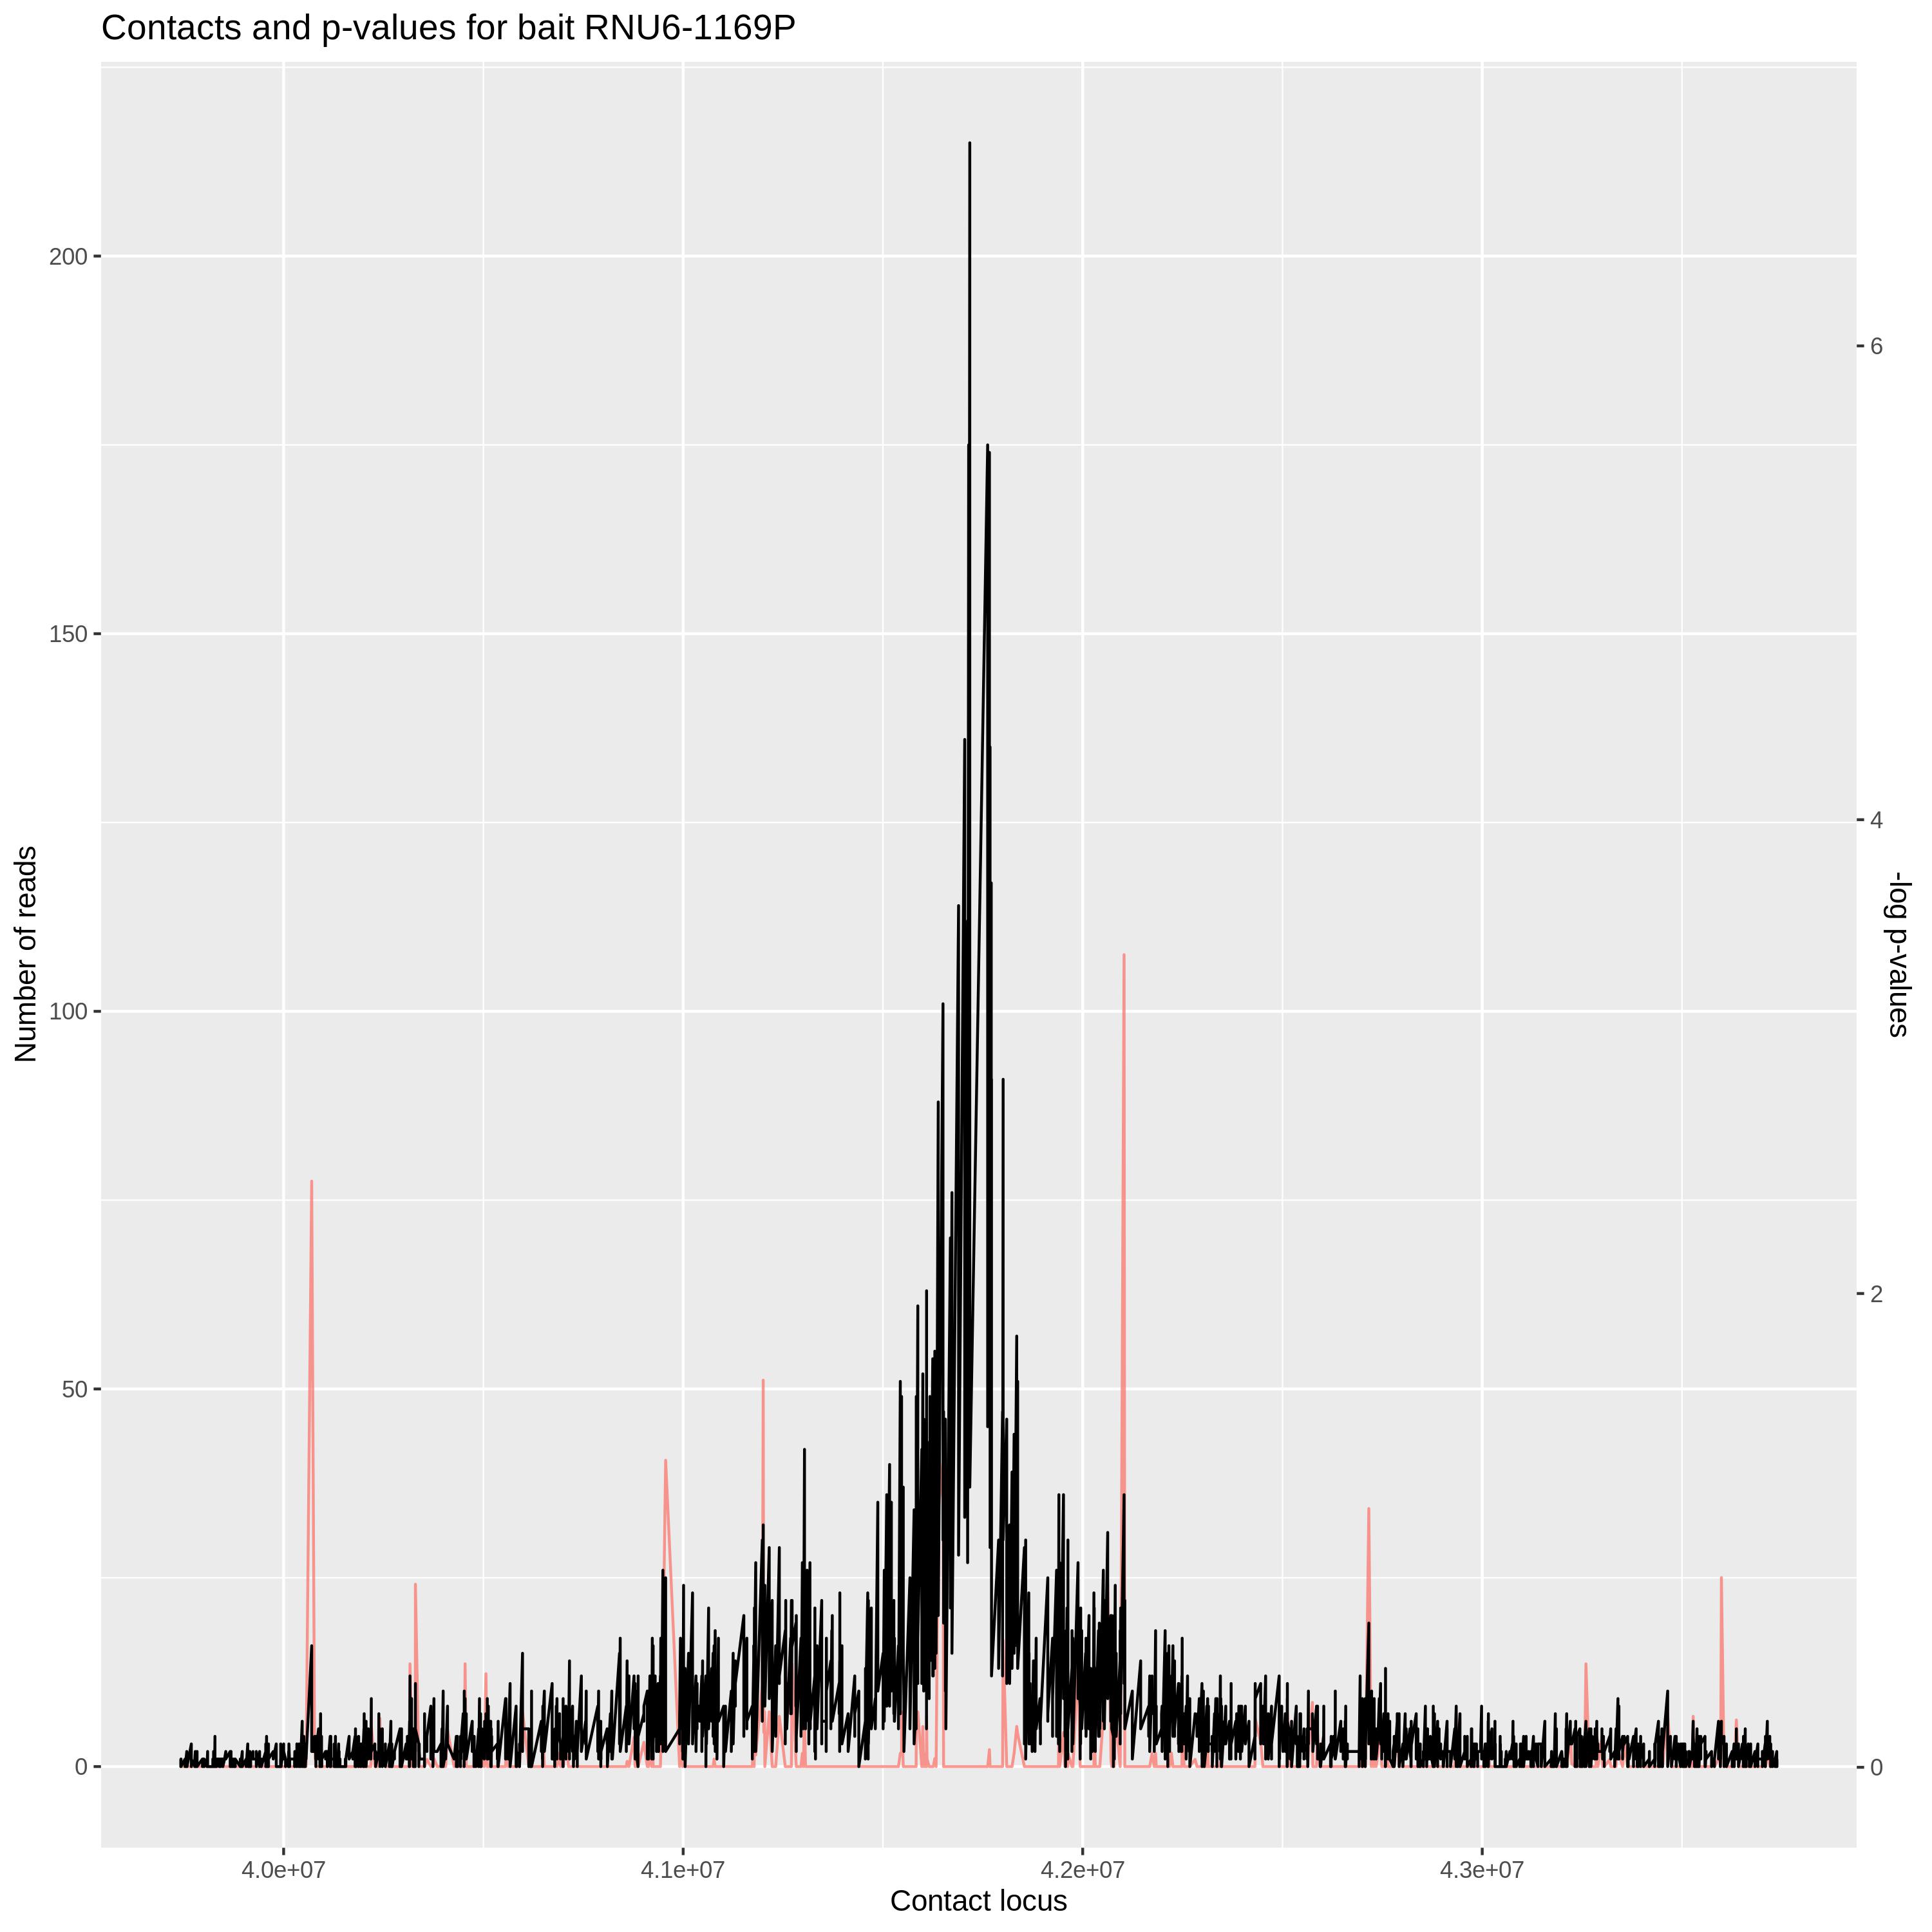 Contacts and p-values for bait RNU6-1169P
200
150
100
50
0
Number of reads
6
4
2
0
-log p-values
4.0e+07 4.1e+07 4.2e+07 4.3e+07
Contact locus